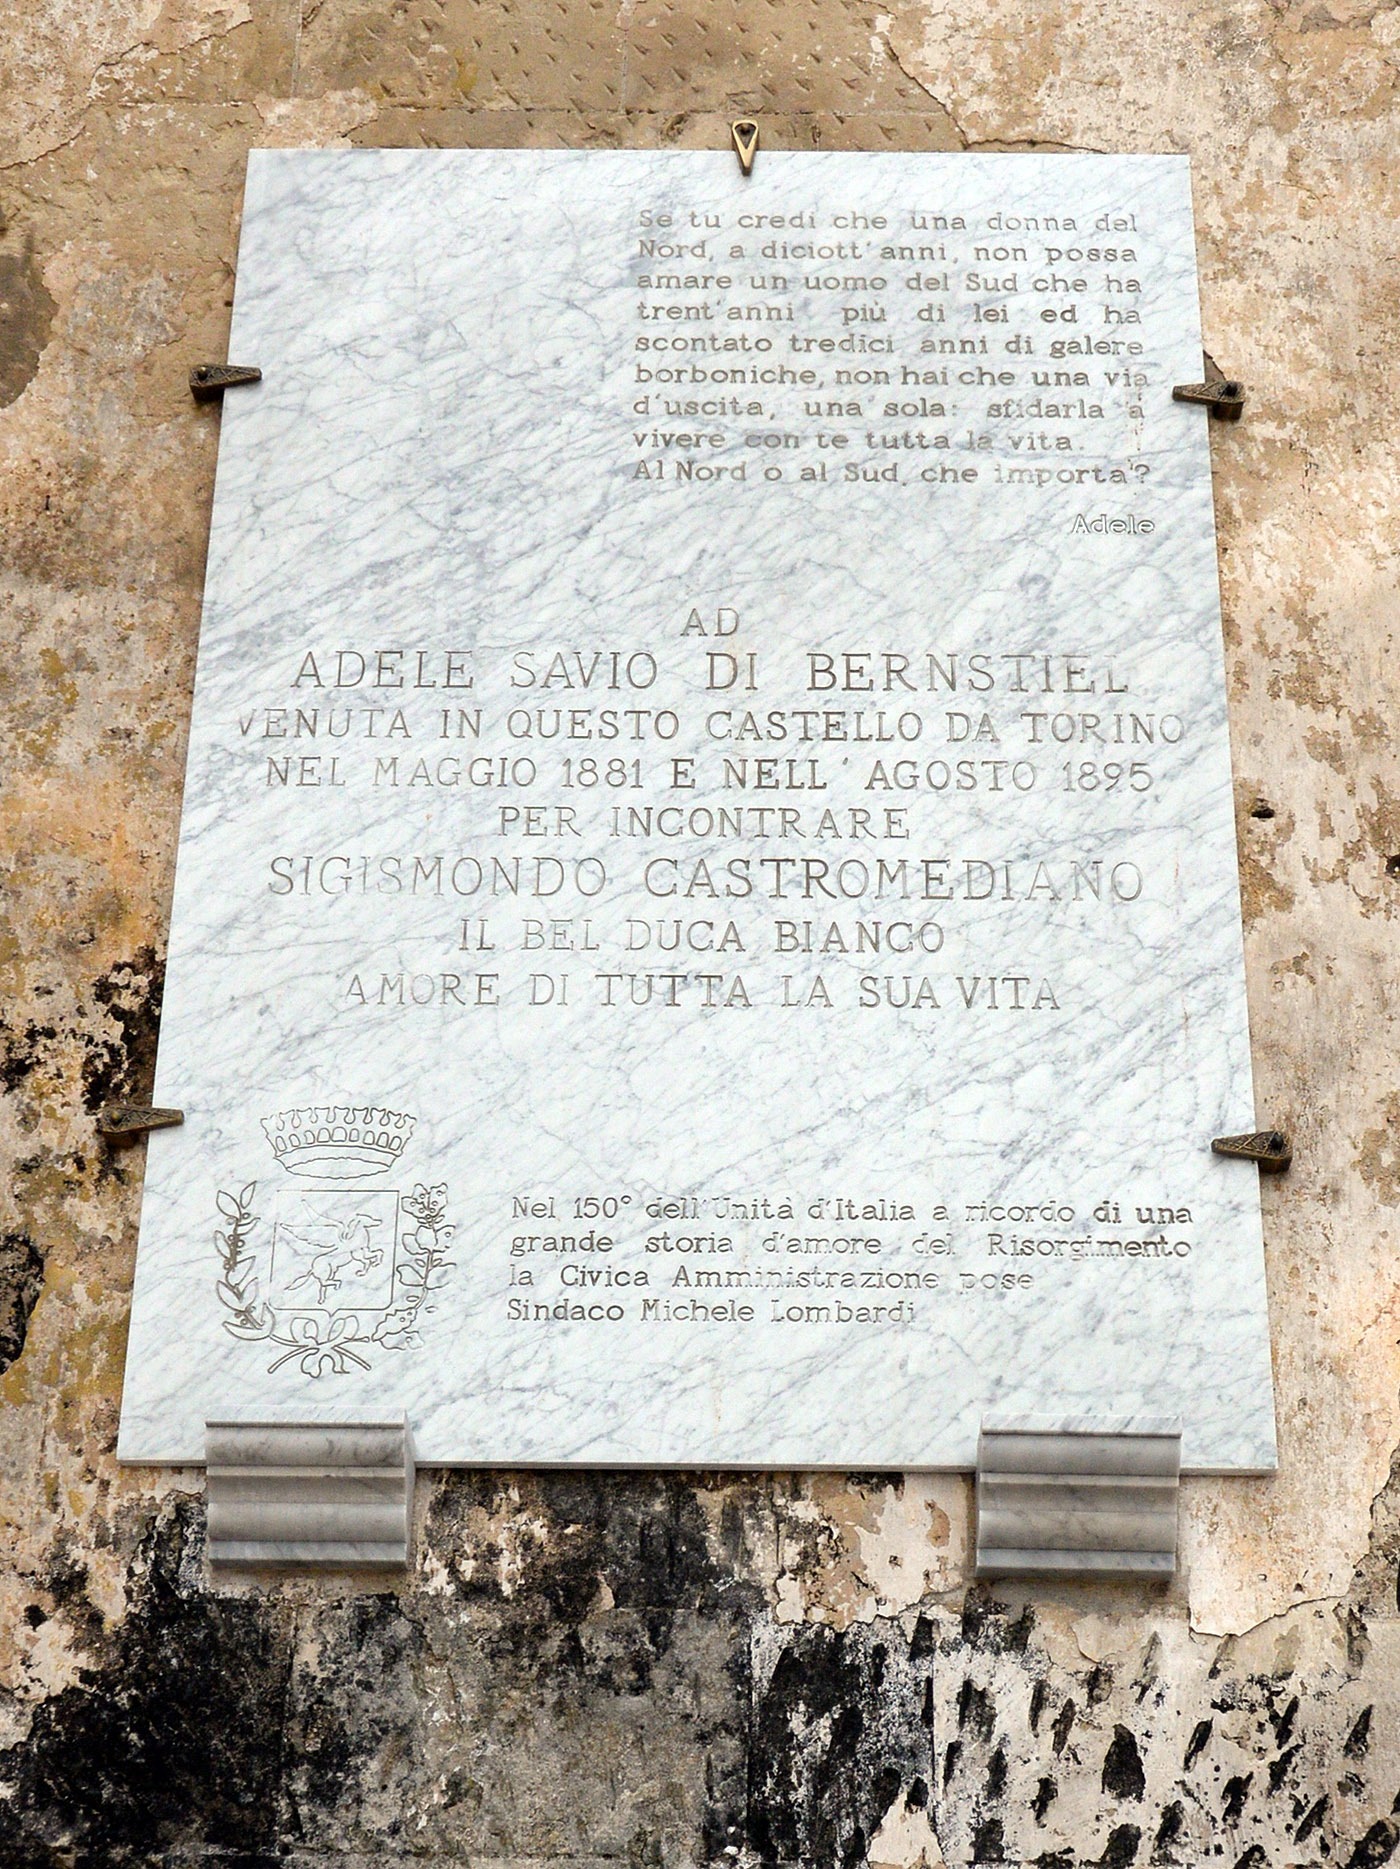 Se tu credi che una donna del
Nord, a diciott'anni, non possa
amare un uomo del Sud che ha
trent'anni più di lei ed ha
scontato tredici anni di galere
borboniche, non hai che una via
d'uscita, una sola: sfidarla a
vivere con te tutta la vita.
Al Nord o al Sud, che importa?
Adele
AD
ADELE SAVIO DI BERNSTIEL
VENUTA IN QUESTO CASTELLO DA TORINO
NEL MAGGIO 1881 E NELL'AGOSTO 1895
PER INCONTRARE
SIGISMONDO CASTROMEDIANO
IL BEL DUCA BIANCO
AMORE DI TUTTA LA SUA VITA
Nel 150° dell'Unità d'Italia a ricordo di una
grande storia d'amore del Risorgimento
la Civica Amministrazione pose
Sindaco Michele Lombardi